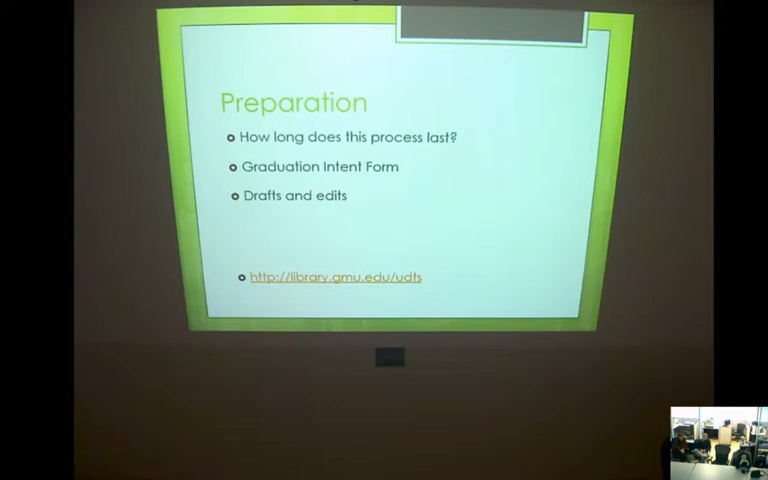 Preparation
How long does this process last?
Graduation Intent Form
Drafts and edits
http://library.gmu.edu/udts